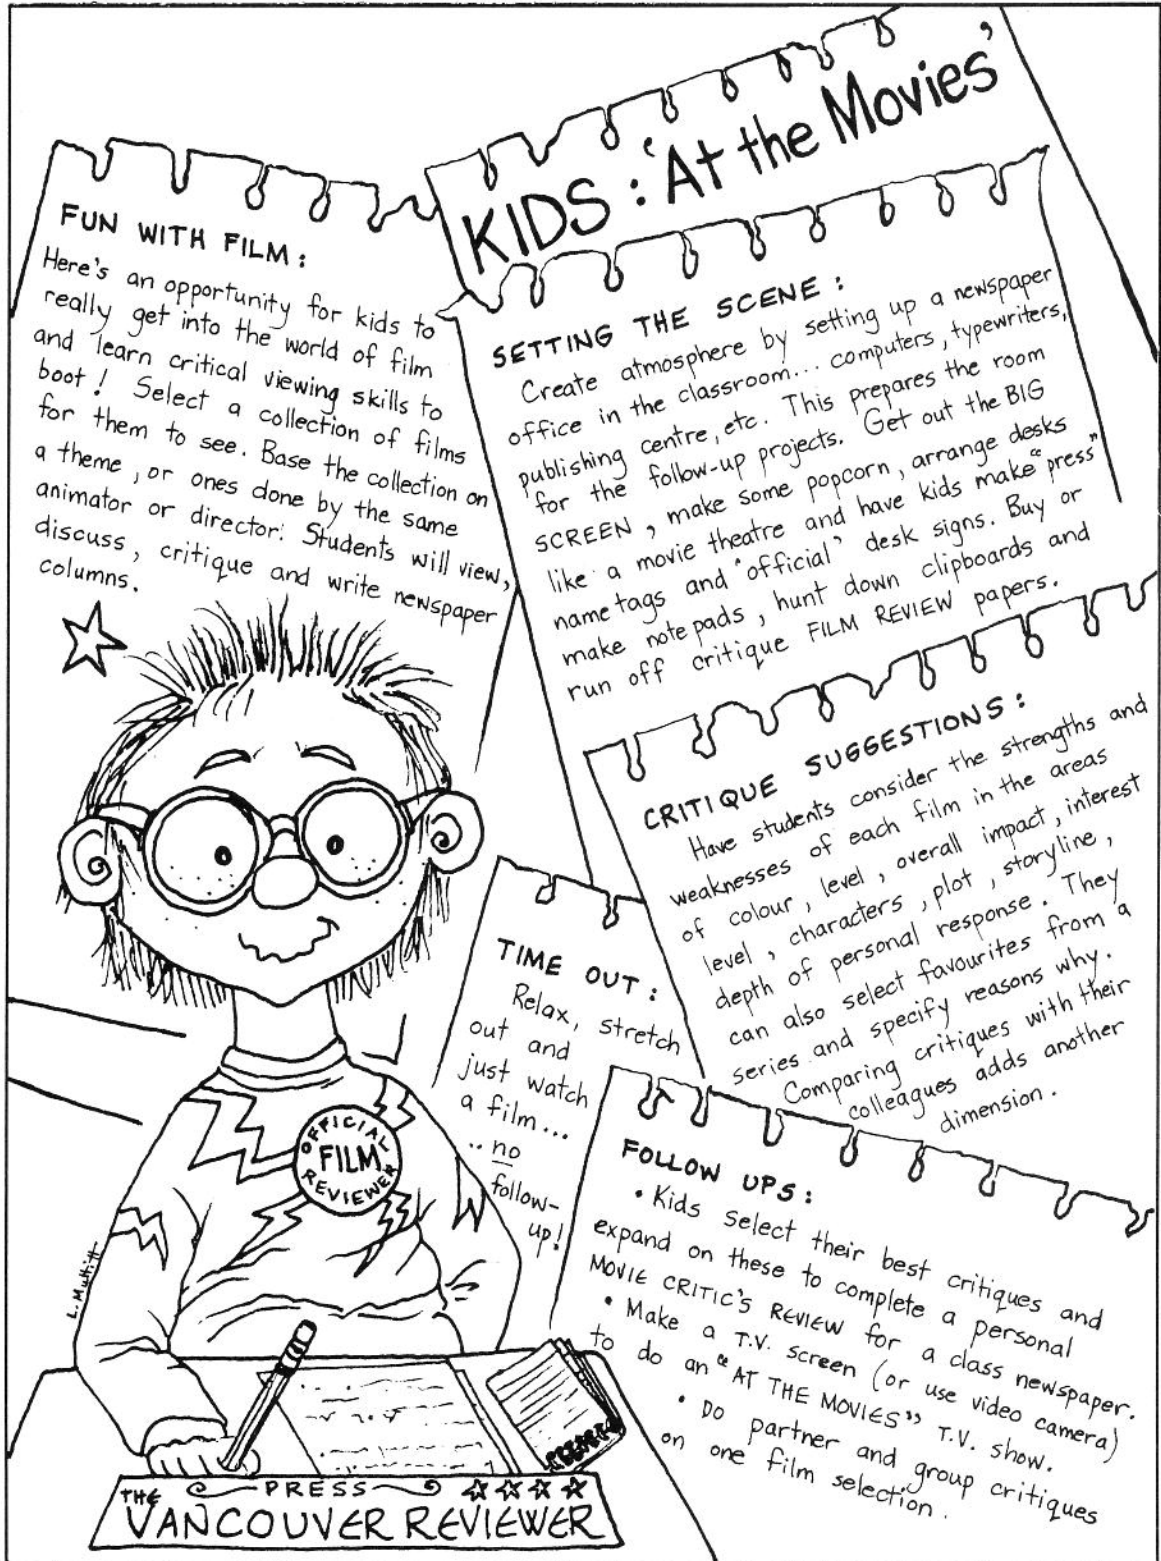 KIDS : 'At the Movies'
FUN WITH FILM :
Here's an opportunity for kids to
really get into the world of film
and learn critical viewing skills to
boot ! Select a collection of films
for them to see. Base the collection on
a theme, or ones done by the same
animator or director. Students will view,
discuss, critique and write newspaper
columns.
SETTING THE SCENE :
Create atmosphere by setting up a newspaper
office in the classroom... computers, typewriters,
publishing centre, etc. This prepares the room
for the follow-up projects. Get out the BIG
SCREEN, make some popcorn, arrange desks
like a movie theatre and have kids make "press"
name tags and "official" desk signs. Buy or
make note pads, hunt down clipboards and
run off critique FILM REVIEW papers.
CRITIQUE SUGGESTIONS :
Have students consider the strengths and
weaknesses of each film in the areas
of colour, level, overall impact, interest
level, characters, plot, storyline,
depth of personal response. They
can also select favourites from a
series and specify reasons why.
Comparing critiques with their
colleagues adds another
dimension.
TIME OUT :
Relax, stretch
out and
just watch
a film...
.. no
follow-
up!
FOLLOW UPS :
• Kids select their best critiques and
expand on these to complete a personal
MOVIE CRITIC'S REVIEW for a class newspaper.
• Make a T.V. screen (or use video camera)
to do an "AT THE MOVIES" T.V. show.
• Do partner and group critiques
on one film selection.
OFFICIAL
FILM
REVIEWER
PRESS
THE
VANCOUVER REVIEWER